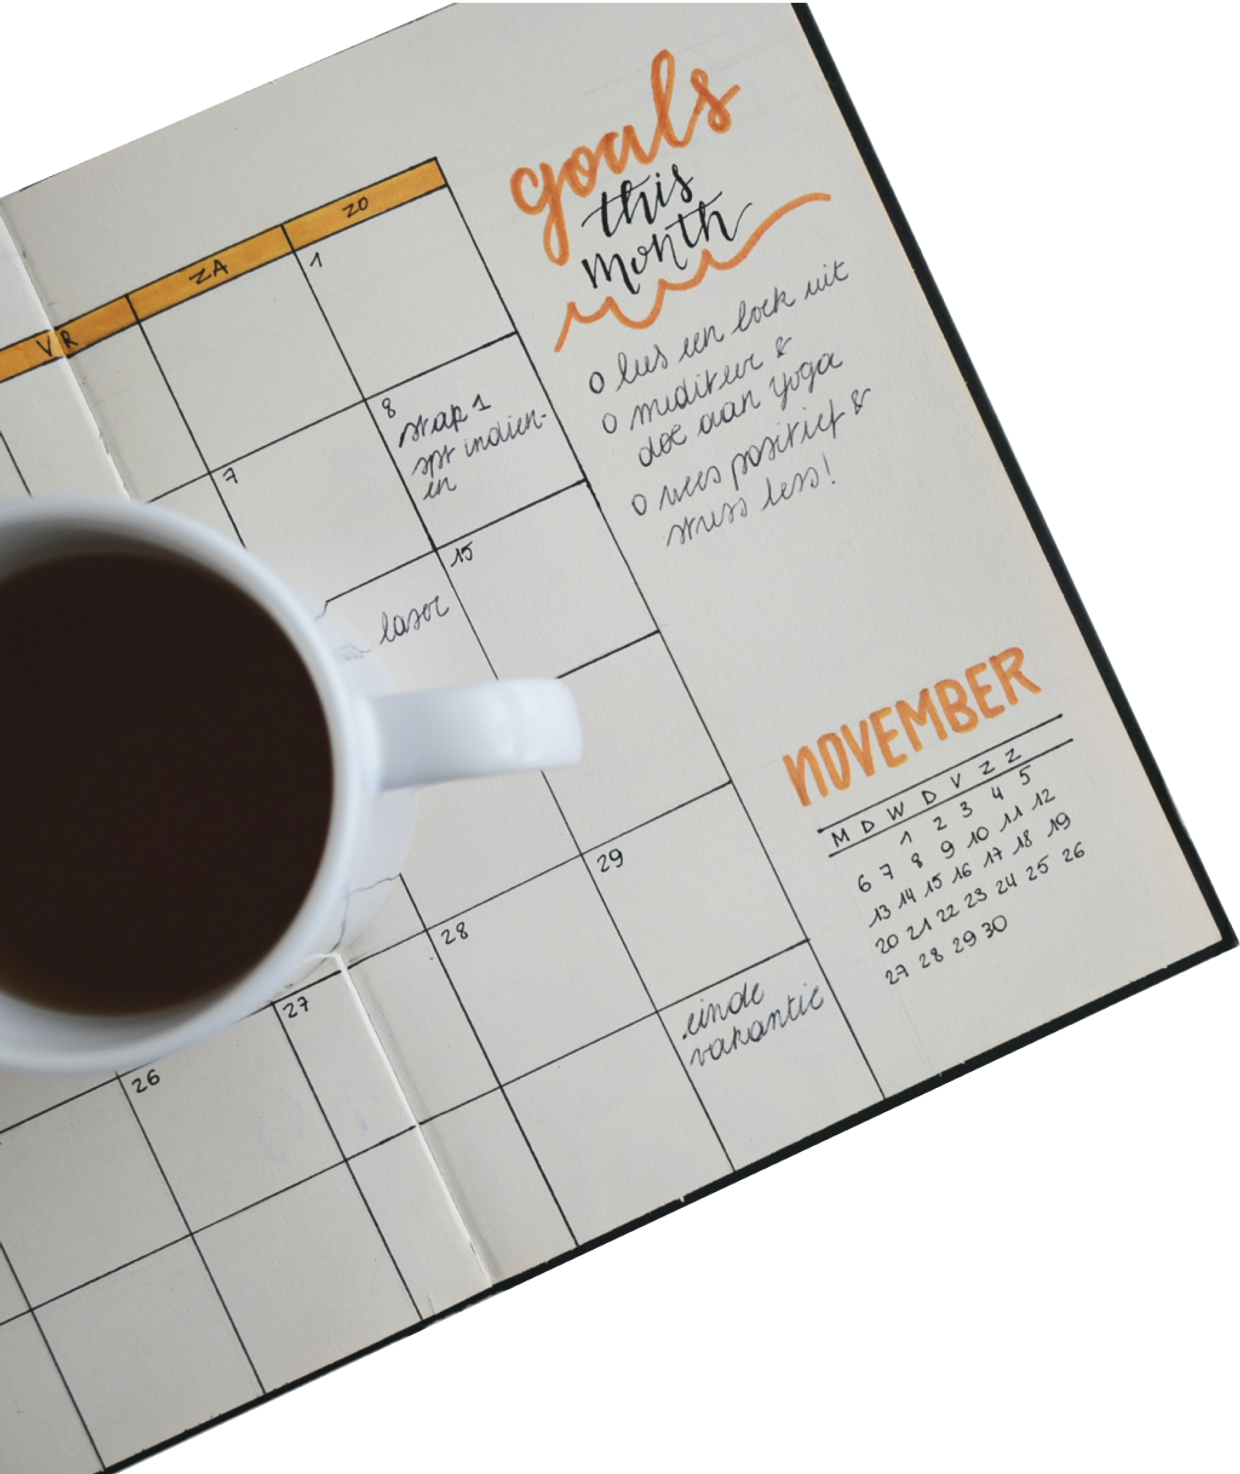 goals
this
month
o lees een boek uit
o mediteer &
doe aan yoga
o wees positief &
stress less!
VR ZA ZO
1
7 8
stap 1
spr indien-
en
15
laser
29
28
27
26
einde
vakantie
NOVEMBER
M D W D V Z Z
1 2 3 4 5
6 7 8 9 10 11 12
13 14 15 16 17 18 19
20 21 22 23 24 25 26
27 28 29 30